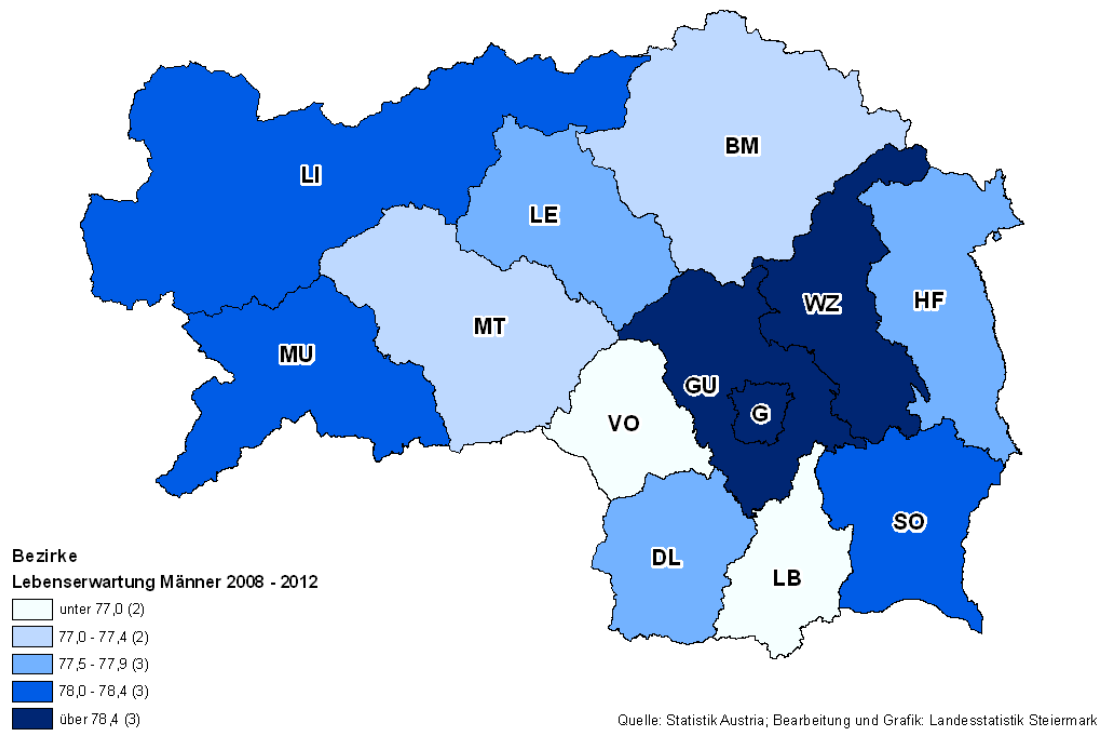 BM
LI
LE
WZ
HF
MT
MU
GU
G
VO
SO
DL
LB
Bezirke
Lebenserwartung Männer 2008 - 2012
unter 77,0 (2)
77,0 - 77,4 (2)
77,5 - 77,9 (3)
78,0 - 78,4 (3)
über 78,4 (3)
Quelle: Statistik Austria; Bearbeitung und Grafik: Landesstatistik Steiermark